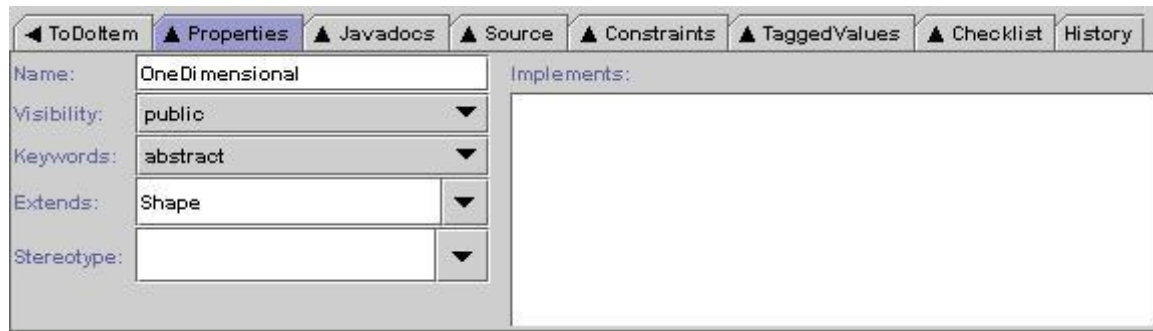 ToDoItem Properties Javadocs Source Constraints TaggedValues Checklist History
Name: OneDimensional Implements:
Visibility: public
Keywords: abstract
Extends: Shape
Stereotype: